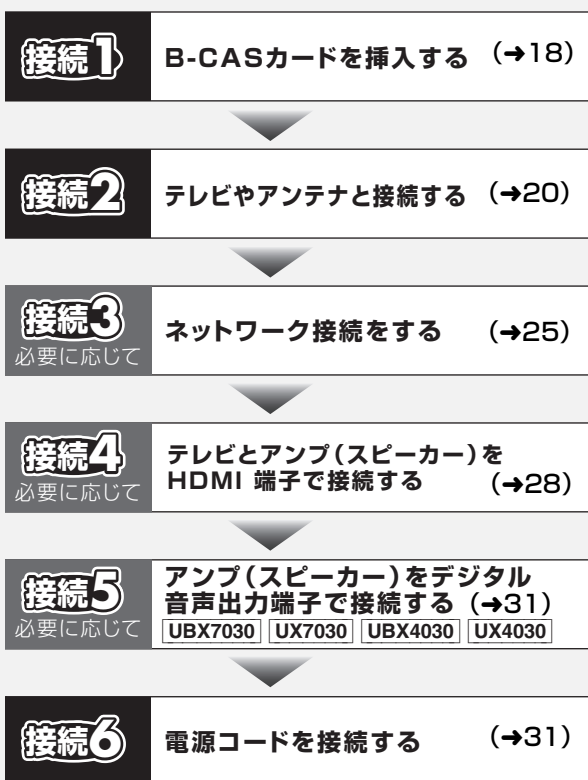 接続1 B-CASカードを挿入する (➔18)
接続2 テレビやアンテナと接続する (➔20)
接続3 ネットワーク接続をする (➔25)
必要に応じて
接続4 テレビとアンプ(スピーカー)を
必要に応じて HDMI 端子で接続する (➔28)
接続5 アンプ(スピーカー)をデジタル
音声出力端子で接続する (➔31)
必要に応じて UBX7030 UX7030 UBX4030 UX4030
接続6 電源コードを接続する (➔31)